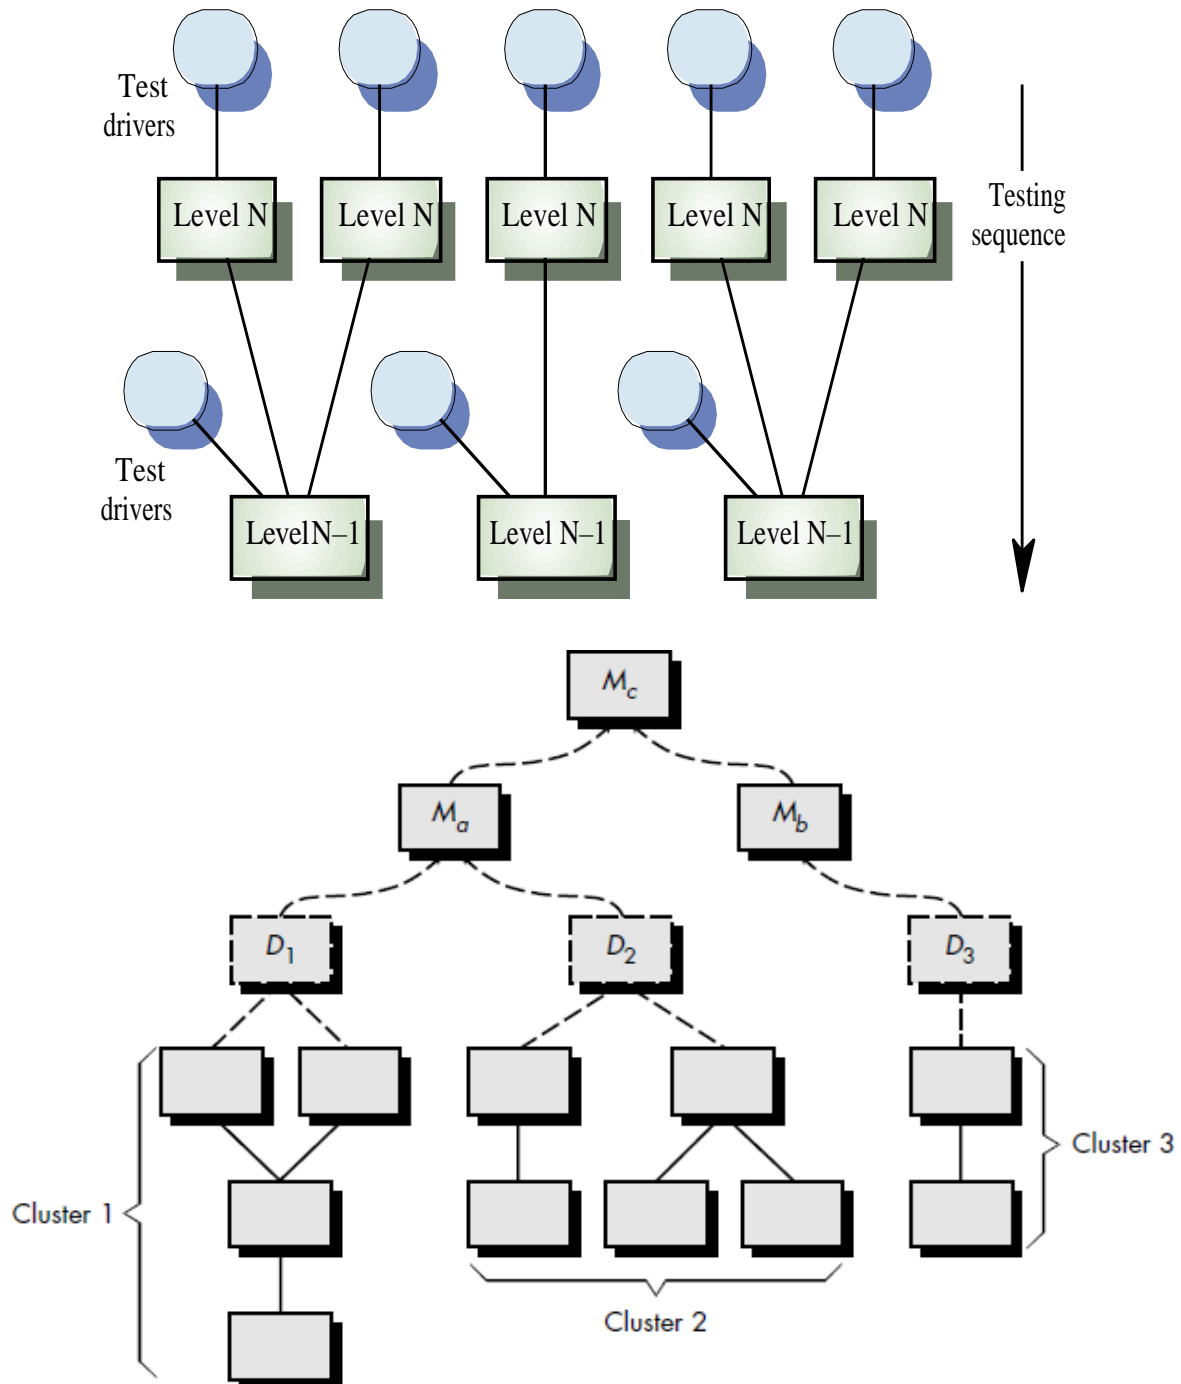 Test
drivers
Level N
Level N
Level N
Level N
Level N
Testing
sequence
Test
drivers
Level N–1
Level N–1
Level N–1
Mc
Ma
Mb
D1
D2
D3
Cluster 1
Cluster 2
Cluster 3